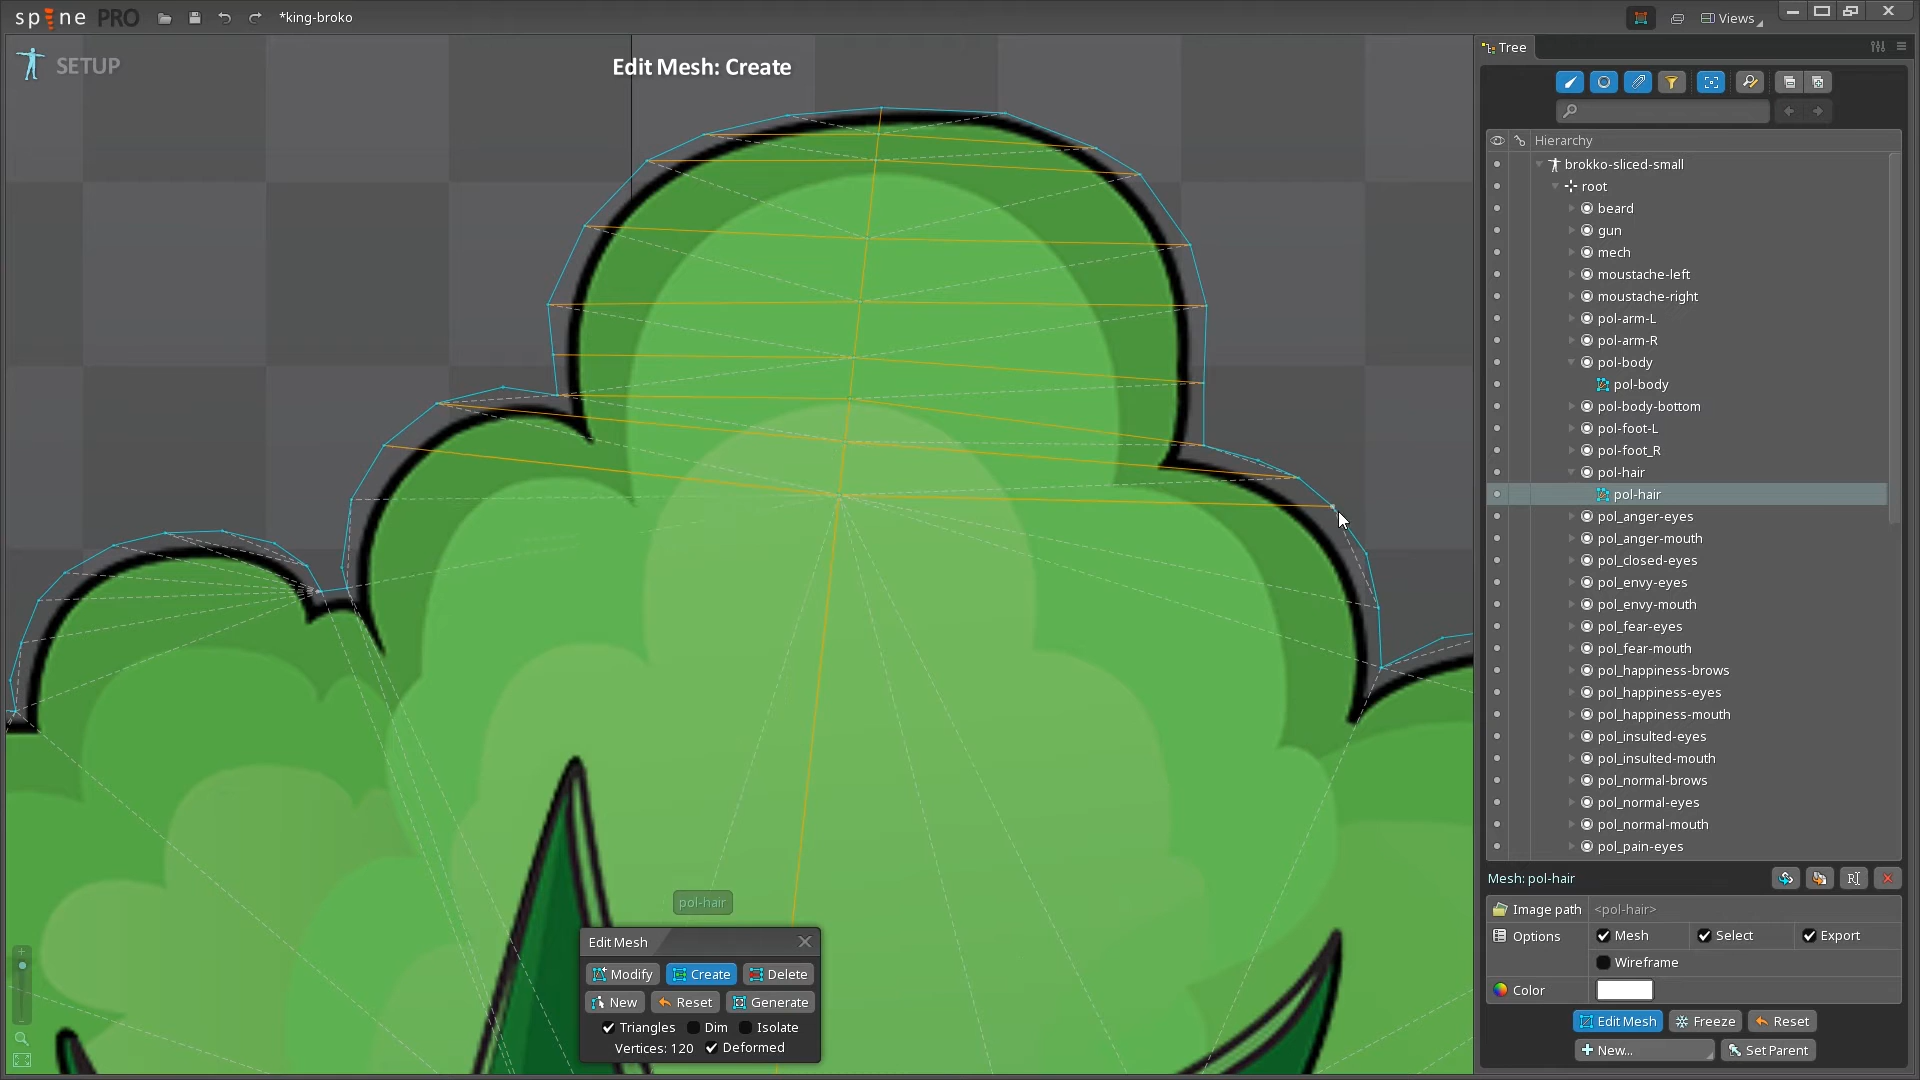 spine PRO
*king-broko
Views
SETUP
Edit Mesh: Create
Tree
Hierarchy
brokko-sliced-small
root
beard
gun
mech
moustache-left
moustache-right
pol-arm-L
pol-arm-R
pol-body
pol-body
pol-body-bottom
pol-foot-L
pol-foot_R
pol-hair
pol-hair
pol_anger-eyes
pol_anger-mouth
pol_closed-eyes
pol_envy-eyes
pol_envy-mouth
pol_fear-eyes
pol_fear-mouth
pol_happiness-brows
pol_happiness-eyes
pol_happiness-mouth
pol_insulted-eyes
pol_insulted-mouth
pol_normal-brows
pol_normal-eyes
pol_normal-mouth
pol_pain-eyes
Mesh: pol-hair
Image path <pol-hair>
Options Mesh Select Export
Wireframe
Color
Edit Mesh Freeze Reset
New... Set Parent
pol-hair
Edit Mesh
Modify Create Delete
New Reset Generate
Triangles Dim Isolate
Vertices: 120 Deformed